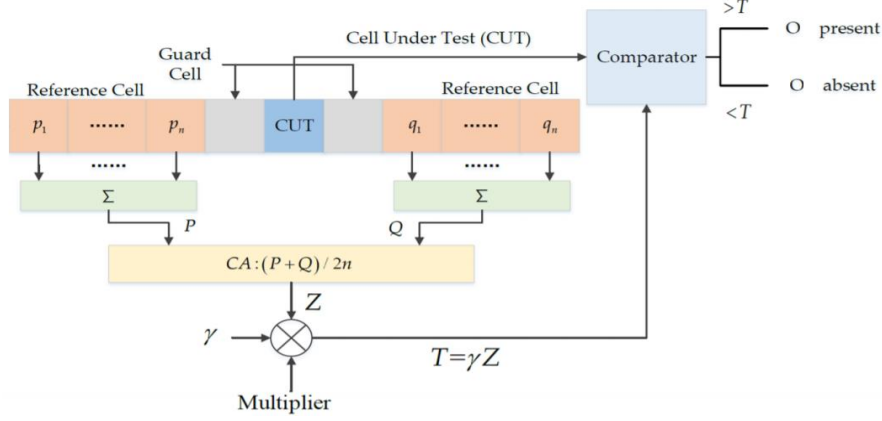 >T
Cell Under Test (CUT)
O present
Guard
Cell
Comparator
Reference Cell
Reference Cell
O absent
<T
p₁ ...... pₙ CUT q₁ ...... qₙ
...... ......
Σ Σ
P Q
CA:(P+Q)/2n
Z
γ
T=γZ
Multiplier